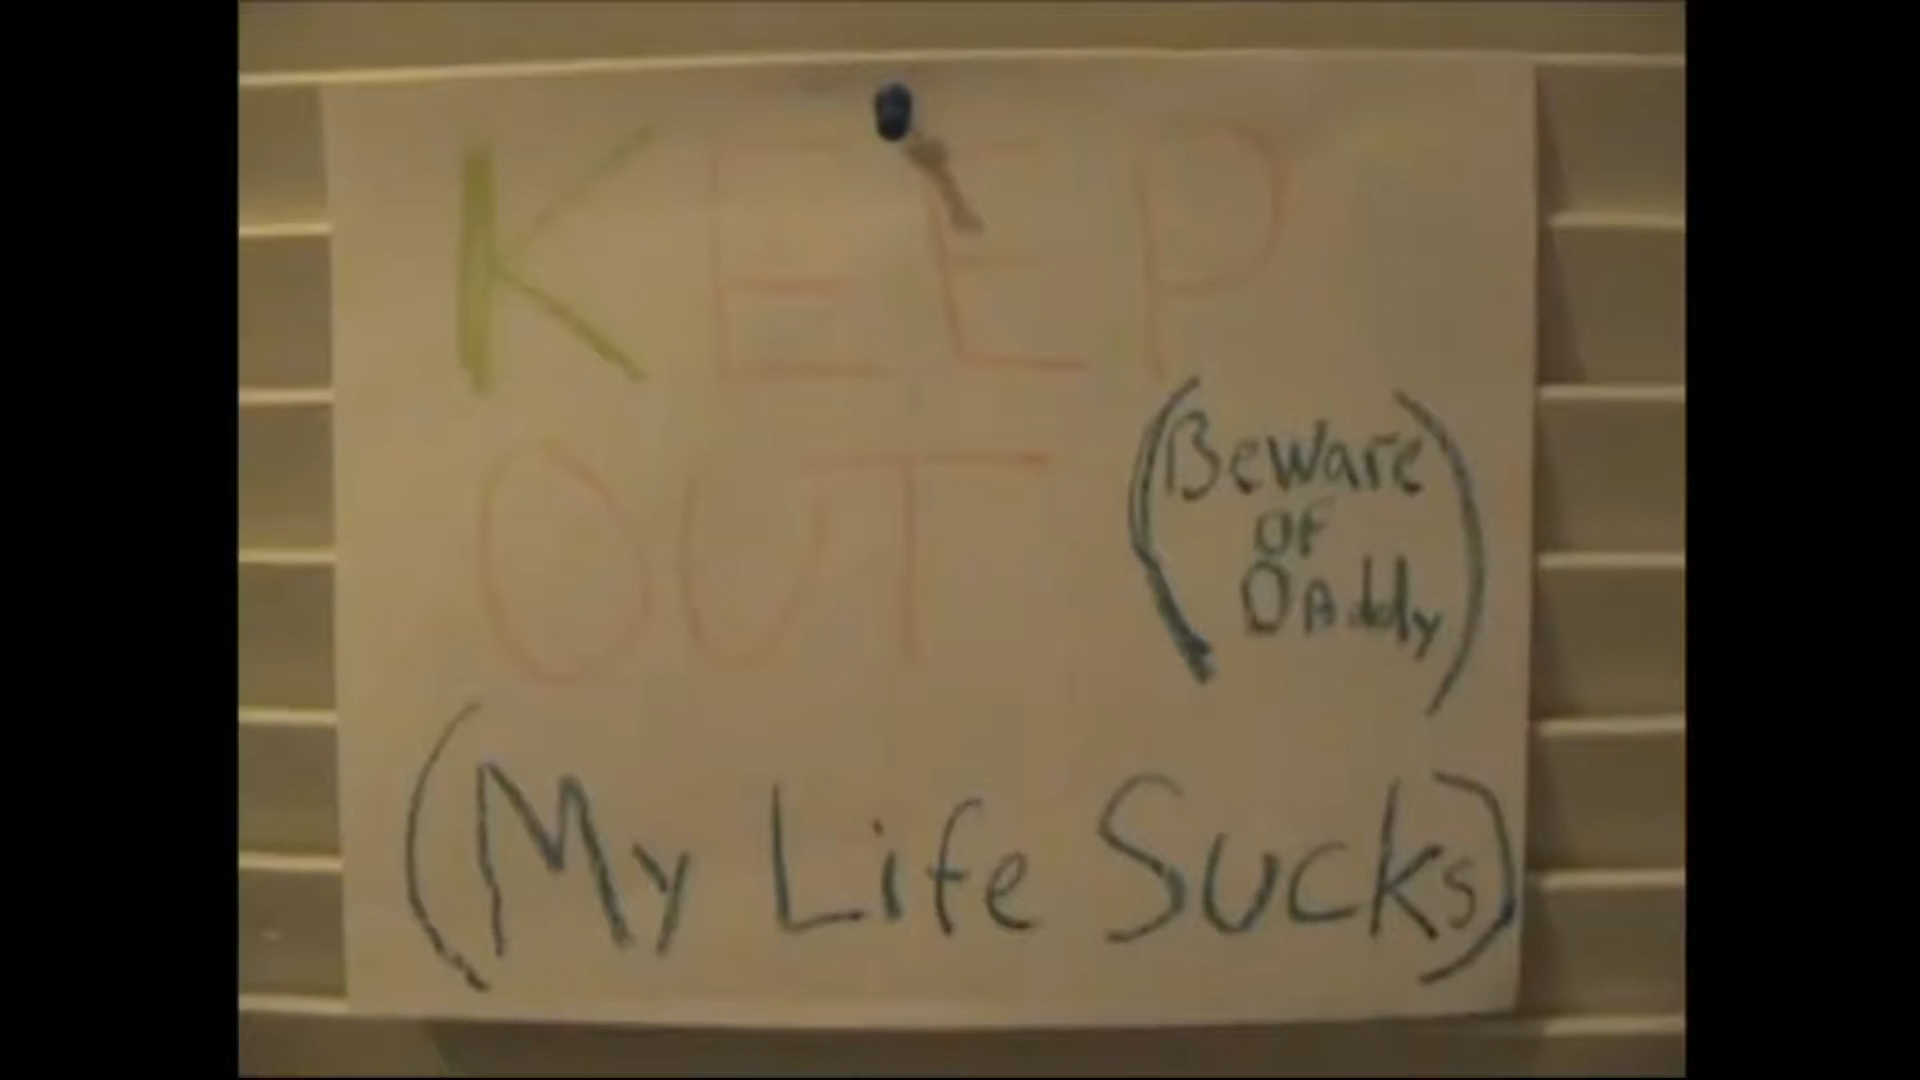 KEEP
OUT
(Beware
OF
DAddy)
(My Life Sucks)